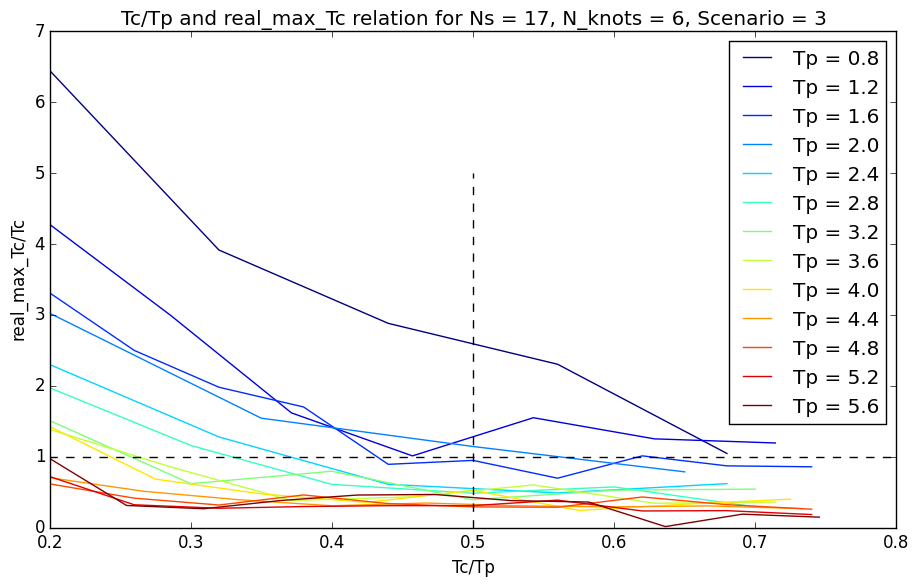 Tc/Tp and real_max_Tc relation for Ns = 17, N_knots = 6, Scenario = 3
7
6
5
4
3
2
1
0
real_max_Tc/Tc
Tp = 0.8
Tp = 1.2
Tp = 1.6
Tp = 2.0
Tp = 2.4
Tp = 2.8
Tp = 3.2
Tp = 3.6
Tp = 4.0
Tp = 4.4
Tp = 4.8
Tp = 5.2
Tp = 5.6
0.2 0.3 0.4 0.5 0.6 0.7 0.8
Tc/Tp